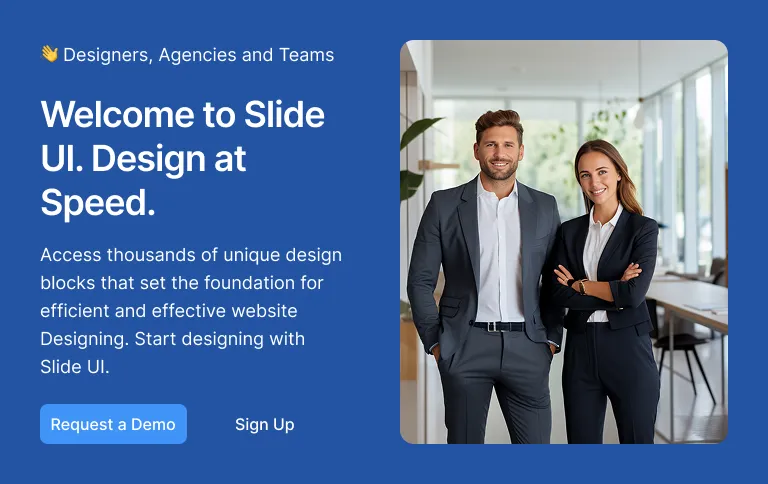 👋 Designers, Agencies and Teams
Welcome to Slide
UI. Design at
Speed.
Access thousands of unique design
blocks that set the foundation for
efficient and effective website
Designing. Start designing with
Slide UI.
Request a Demo
Sign Up